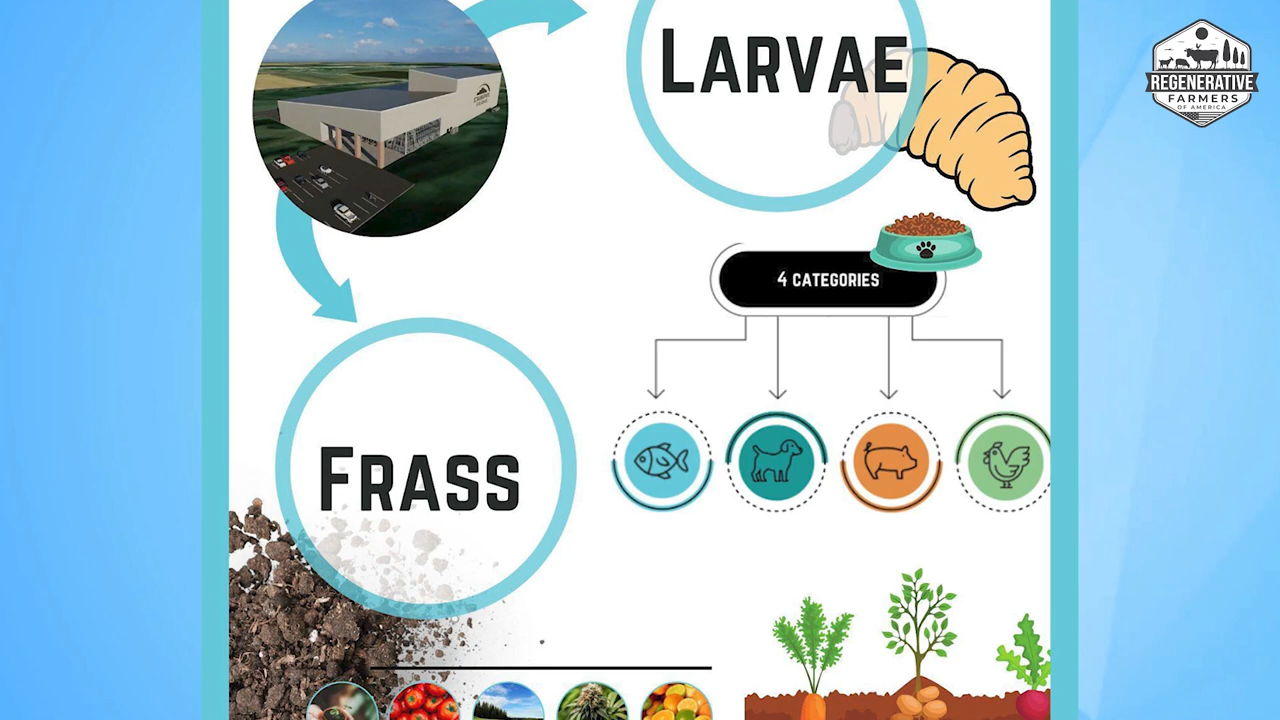 LARVAE
REGENERATIVE
FARMERS
OF AMERICA
4 CATEGORIES
FRASS